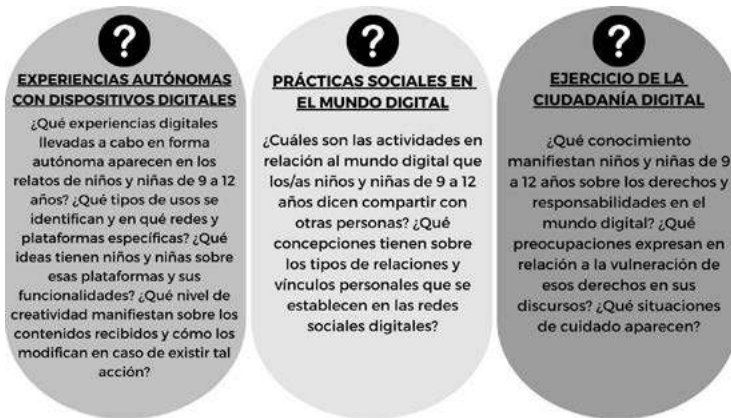 ?
EXPERIENCIAS AUTÓNOMAS
CON DISPOSITIVOS DIGITALES
¿Qué experiencias digitales
llevadas a cabo en forma
autónoma aparecen en los
relatos de niños y niñas de 9 a 12
años? ¿Qué tipos de usos se
identifican y en qué redes y
plataformas específicas? ¿Qué
ideas tienen niños y niñas sobre
esas plataformas y sus
funcionalidades? ¿Qué nivel de
creatividad manifiestan sobre los
contenidos recibidos y cómo los
modifican en caso de existir tal
acción?
?
PRÁCTICAS SOCIALES EN
EL MUNDO DIGITAL
¿Cuáles son las actividades en
relación al mundo digital que
los/as niños y niñas de 9 a 12
años dicen compartir con
otras personas? ¿Qué
concepciones tienen sobre
los tipos de relaciones y
vínculos personales que se
establecen en las redes
sociales digitales?
?
EJERCICIO DE LA
CIUDADANÍA DIGITAL
¿Qué conocimiento
manifiestan niños y niñas de 9
a 12 años sobre los derechos y
responsabilidades en el
mundo digital? ¿Qué
preocupaciones expresan en
relación a la vulneración de
esos derechos en sus
discursos? ¿Qué situaciones
de cuidado aparecen?